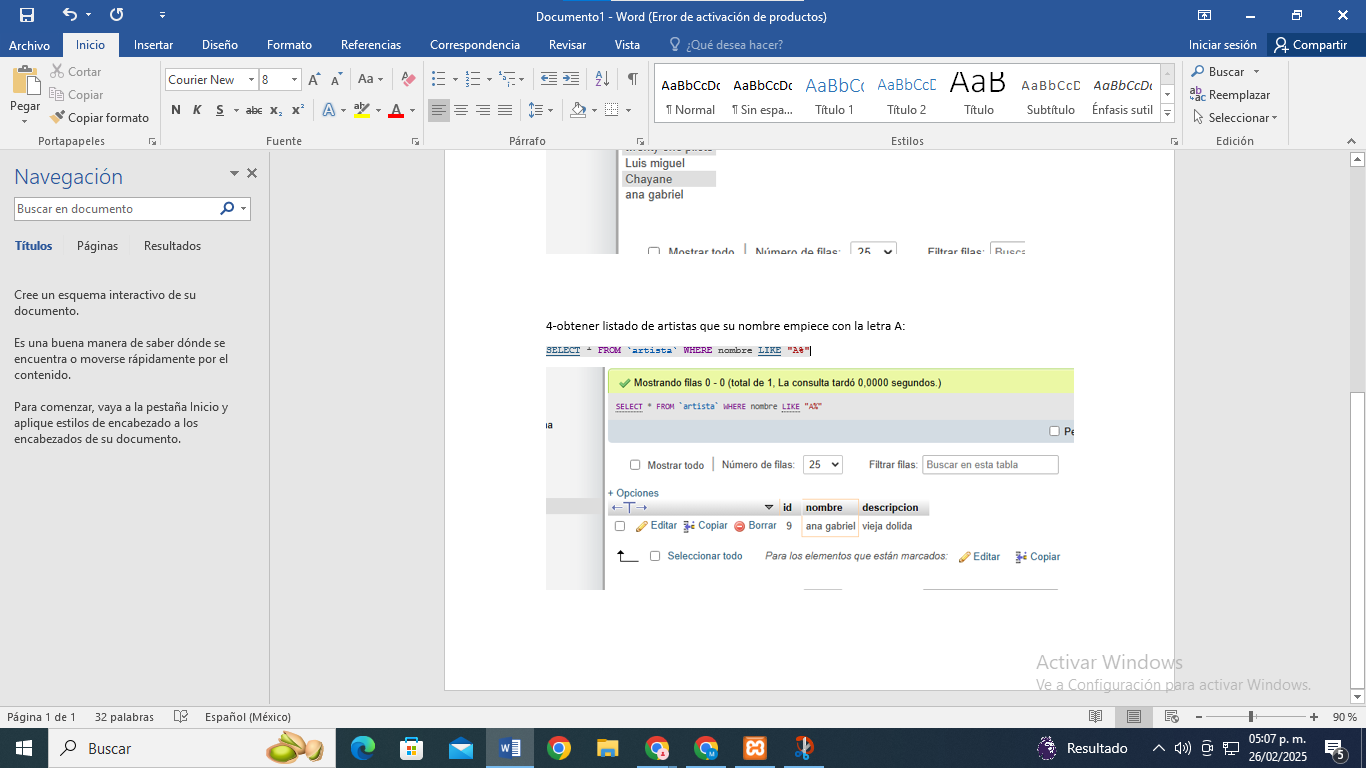 Documento1 - Word (Error de activación de productos)
Archivo Inicio Insertar Diseño Formato Referencias Correspondencia Revisar Vista ¿Qué desea hacer? Iniciar sesión Compartir
Pegar
Cortar
Copiar
Copiar formato
Portapapeles
Courier New 8 Aa
N K S abc x₂ x² A ab A
Fuente
Párrafo
AaBbCcDc AaBbCcDc AaBbCc AaBbCcD AaB AaBbCcD AaBbCcDc
¶ Normal ¶ Sin espa... Título 1 Título 2 Título Subtítulo Énfasis sutil
Estilos
Buscar
Reemplazar
Seleccionar
Edición
Navegación
Buscar en documento
Títulos Páginas Resultados
Cree un esquema interactivo de su
documento.
Es una buena manera de saber dónde se
encuentra o moverse rápidamente por el
contenido.
Para comenzar, vaya a la pestaña Inicio y
aplique estilos de encabezado a los
encabezados de su documento.
Luis miguel
Chayane
ana gabriel
Mostrar todo Número de filas: 25 Filtrar filas: Busca
4-obtener listado de artistas que su nombre empiece con la letra A:
SELECT * FROM `artista` WHERE nombre LIKE "A%"
Mostrando filas 0 - 0 (total de 1, La consulta tardó 0,0000 segundos.)
SELECT * FROM `artista` WHERE nombre LIKE "A%"
na
Pe
Mostrar todo Número de filas: 25 Filtrar filas: Buscar en esta tabla
+ Opciones
←T→ id nombre descripcion
Editar Copiar Borrar 9 ana gabriel vieja dolida
Seleccionar todo Para los elementos que están marcados: Editar Copiar
Activar Windows
Ve a Configuración para activar Windows.
Página 1 de 1 32 palabras Español (México) 90 %
Buscar
Resultado
05:07 p. m.
26/02/2025
5